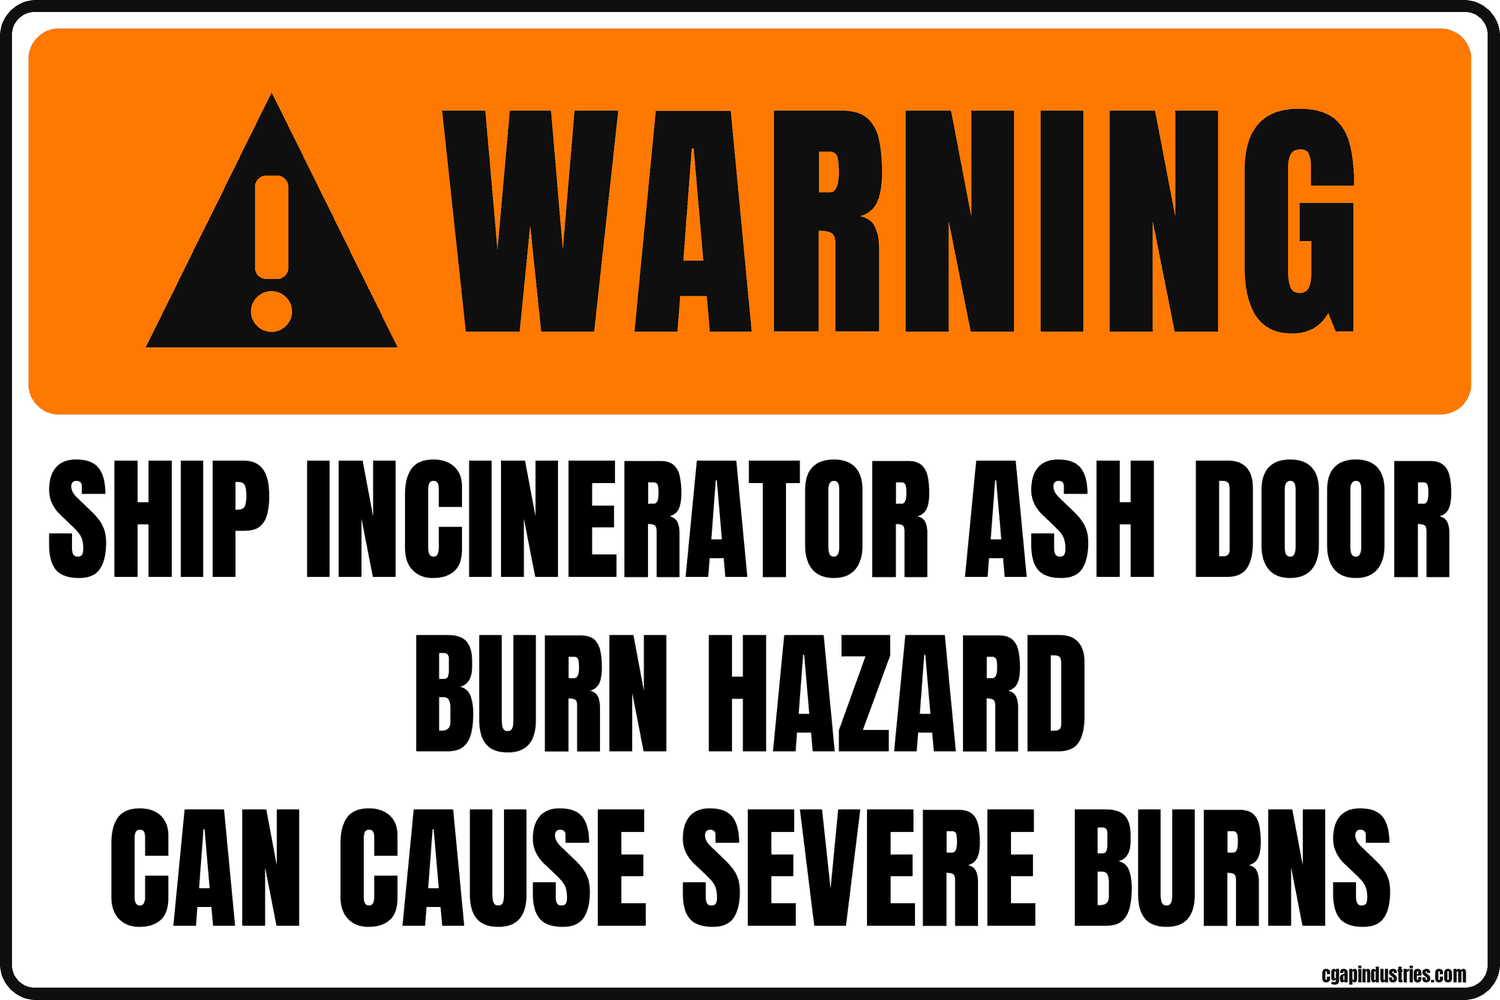 WARNING
SHIP INCINERATOR ASH DOOR
BURN HAZARD
CAN CAUSE SEVERE BURNS
cgapindustries.com